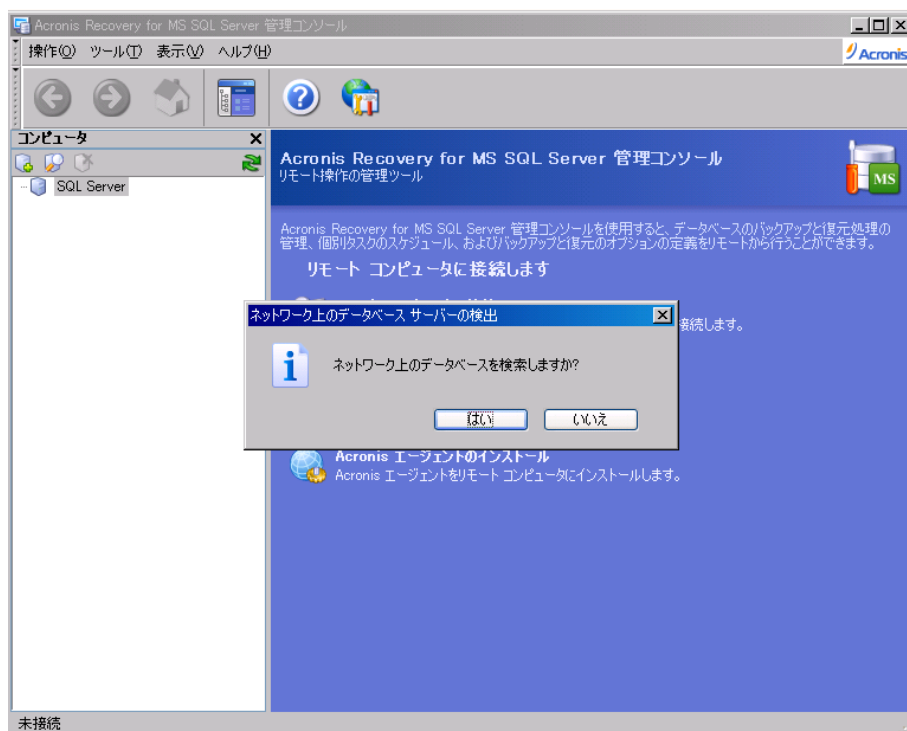 Acronis Recovery for MS SQL Server 管理コンソール
操作(O) ツール(T) 表示(V) ヘルプ(H)
Acronis
コンピュータ
SQL Server
Acronis Recovery for MS SQL Server 管理コンソール
リモート操作の管理ツール
MS
Acronis Recovery for MS SQL Server 管理コンソールを使用すると、データベースのバックアップと復元処理の
管理、個別タスクのスケジュール、およびバックアップと復元のオプションの定義をリモートから行うことができます。
リモート コンピュータに接続します
ネットワーク上のデータベース サーバーの検出
接続します。
ネットワーク上のデータベースを検索しますか?
はい
いいえ
Acronis エージェントのインストール
Acronis エージェントをリモート コンピュータにインストールします。
未接続